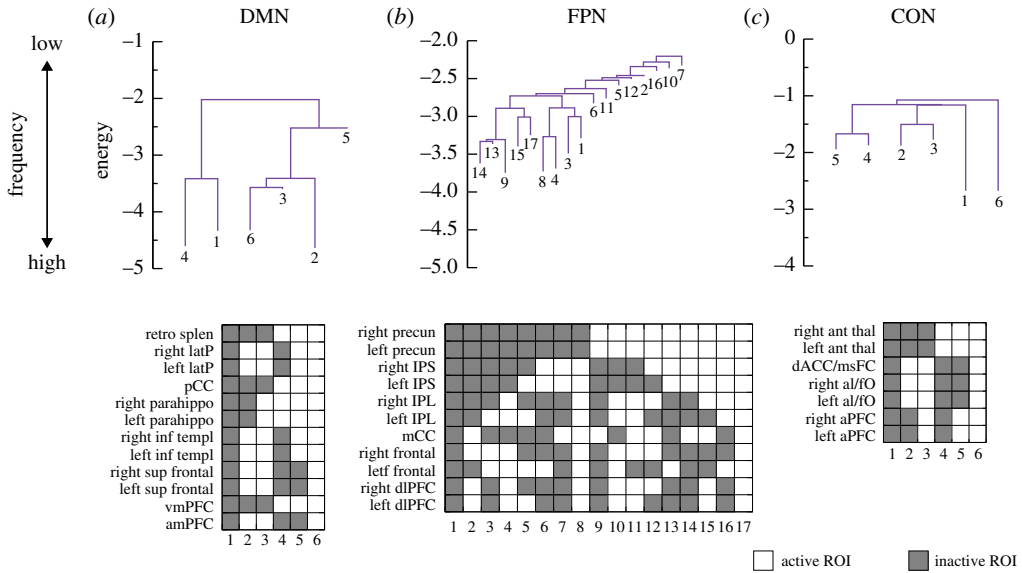 (a) DMN
(b) FPN
(c) CON
low
frequency
high
energy
−1
−2
−3
−4
−5
4
1
6
3
2
5
−2.0
−2.5
−3.0
−3.5
−4.0
−4.5
−5.0
14
13
9
15
17
8
4
3
1
6
11
5
12
2
16
10
7
0
−1
−2
−3
−4
5
4
2
3
1
6
retro splen
right latP
left latP
pCC
right parahippo
left parahippo
right inf templ
left inf templ
right sup frontal
left sup frontal
vmPFC
amPFC
1 2 3 4 5 6
right precun
left precun
right IPS
left IPS
right IPL
left IPL
mCC
right frontal
letf frontal
right dlPFC
left dlPFC
1 2 3 4 5 6 7 8 9 10 11 12 13 14 15 16 17
right ant thal
left ant thal
dACC/msFC
right al/fO
left al/fO
right aPFC
left aPFC
1 2 3 4 5 6
active ROI
inactive ROI